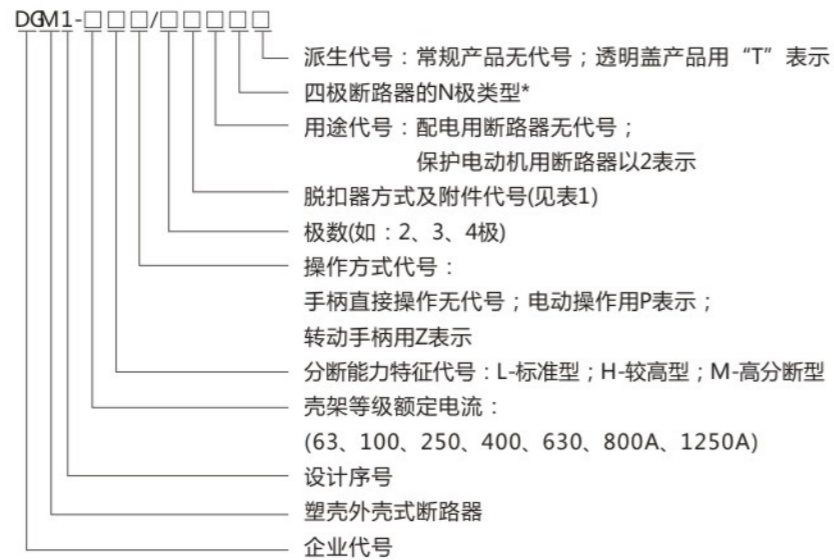 DGM1-□□□/□□□□□
派生代号：常规产品无代号；透明盖产品用“T”表示
四极断路器的N极类型*
用途代号：配电用断路器无代号；
保护电动机用断路器以2表示
脱扣器方式及附件代号(见表1)
极数(如：2、3、4极)
操作方式代号：
手柄直接操作无代号；电动操作用P表示；
转动手柄用Z表示
分断能力特征代号：L-标准型；H-较高型；M-高分断型
壳架等级额定电流：
(63、100、250、400、630、800A、1250A)
设计序号
塑壳外壳式断路器
企业代号